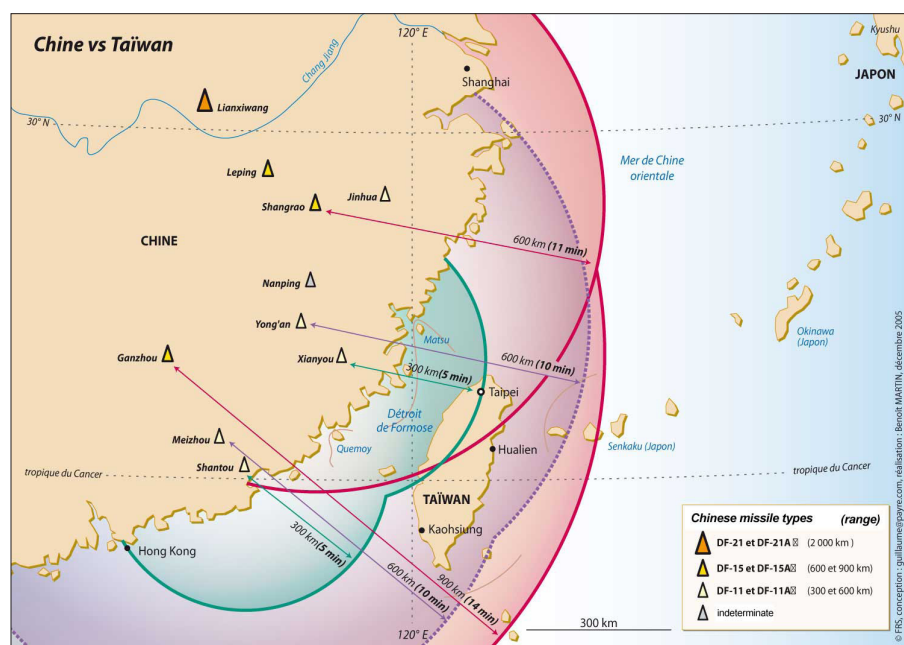 Chine vs Taïwan
120° E
Kyushu
JAPON
Chang Jiang
Shanghai
Lianxiwang
30° N
30° N
Mer de Chine
orientale
Leping
Jinhua
Shangrao
600 km (11 min)
CHINE
Nanping
Yong'an
Matsu
Okinawa
(Japon)
Ganzhou
Xianyou
300 km(5 min)
600 km (10 min)
Taipei
Détroit
de Formose
Meizhou
Quemoy
Hualien
Senkaku (Japon)
Shantou
tropique du Cancer
tropique du Cancer
TAÏWAN
Kaohsiung
Hong Kong
300 km(5 min)
600 km (10 min)
900 km (14 min)
120° E
300 km
Chinese missile types (range)
DF-21 et DF-21A (2 000 km )
DF-15 et DF-15A (600 et 900 km)
DF-11 et DF-11A (300 et 600 km)
indeterminate
© FRS, conception : guillaume@payre.com, réalisation : Benoît MARTIN, décembre 2005